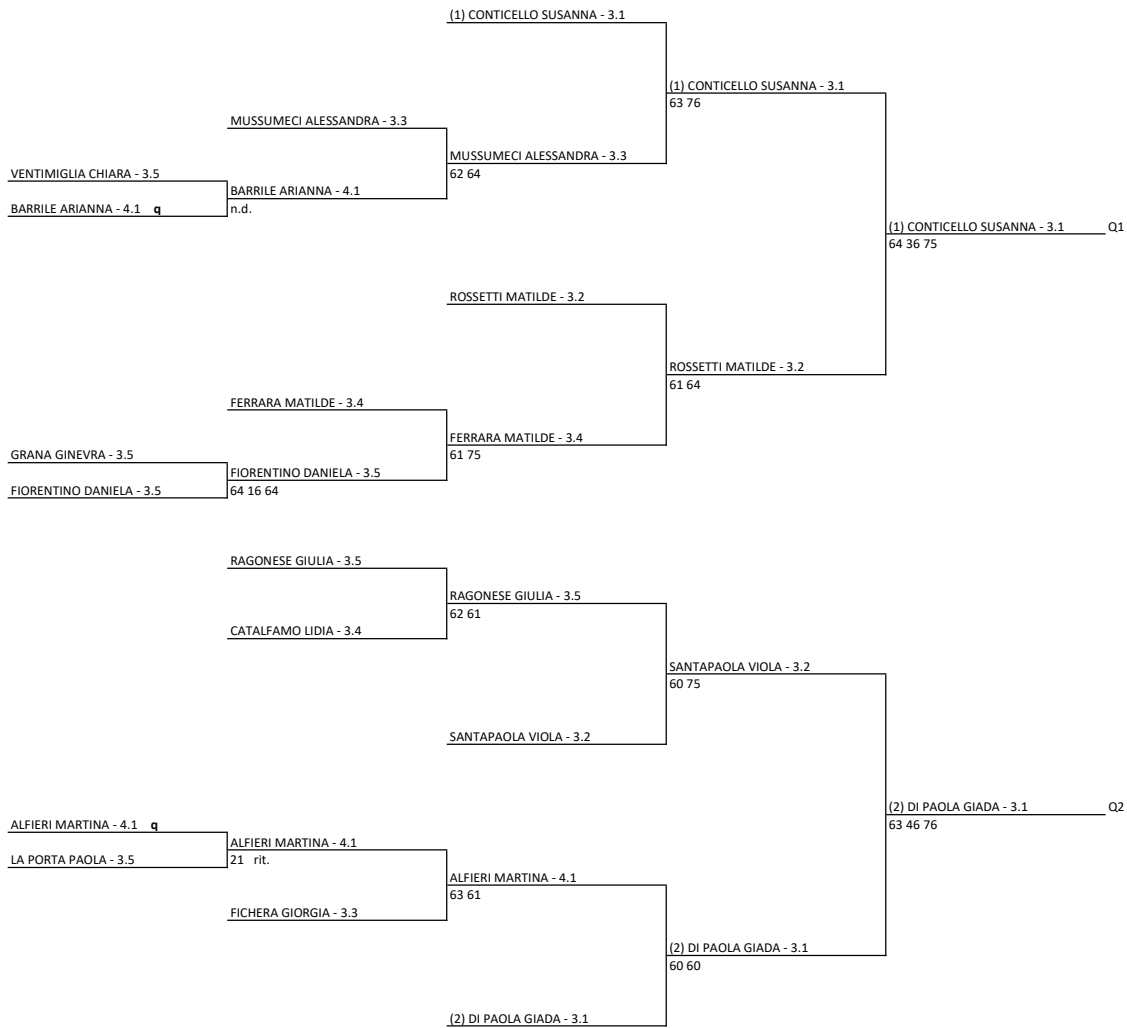 (1) CONTICELLO SUSANNA - 3.1
(1) CONTICELLO SUSANNA - 3.1
63 76
MUSSUMECI ALESSANDRA - 3.3
MUSSUMECI ALESSANDRA - 3.3
62 64
VENTIMIGLIA CHIARA - 3.5
BARRILE ARIANNA - 4.1
BARRILE ARIANNA - 4.1 q
n.d.
(1) CONTICELLO SUSANNA - 3.1 Q1
64 36 75
ROSSETTI MATILDE - 3.2
ROSSETTI MATILDE - 3.2
61 64
FERRARA MATILDE - 3.4
FERRARA MATILDE - 3.4
61 75
GRANA GINEVRA - 3.5
FIORENTINO DANIELA - 3.5
FIORENTINO DANIELA - 3.5
64 16 64
RAGONESE GIULIA - 3.5
RAGONESE GIULIA - 3.5
62 61
CATALFAMO LIDIA - 3.4
SANTAPAOLA VIOLA - 3.2
60 75
SANTAPAOLA VIOLA - 3.2
(2) DI PAOLA GIADA - 3.1 Q2
63 46 76
ALFIERI MARTINA - 4.1 q
ALFIERI MARTINA - 4.1
LA PORTA PAOLA - 3.5
21 rit.
ALFIERI MARTINA - 4.1
63 61
FICHERA GIORGIA - 3.3
(2) DI PAOLA GIADA - 3.1
60 60
(2) DI PAOLA GIADA - 3.1